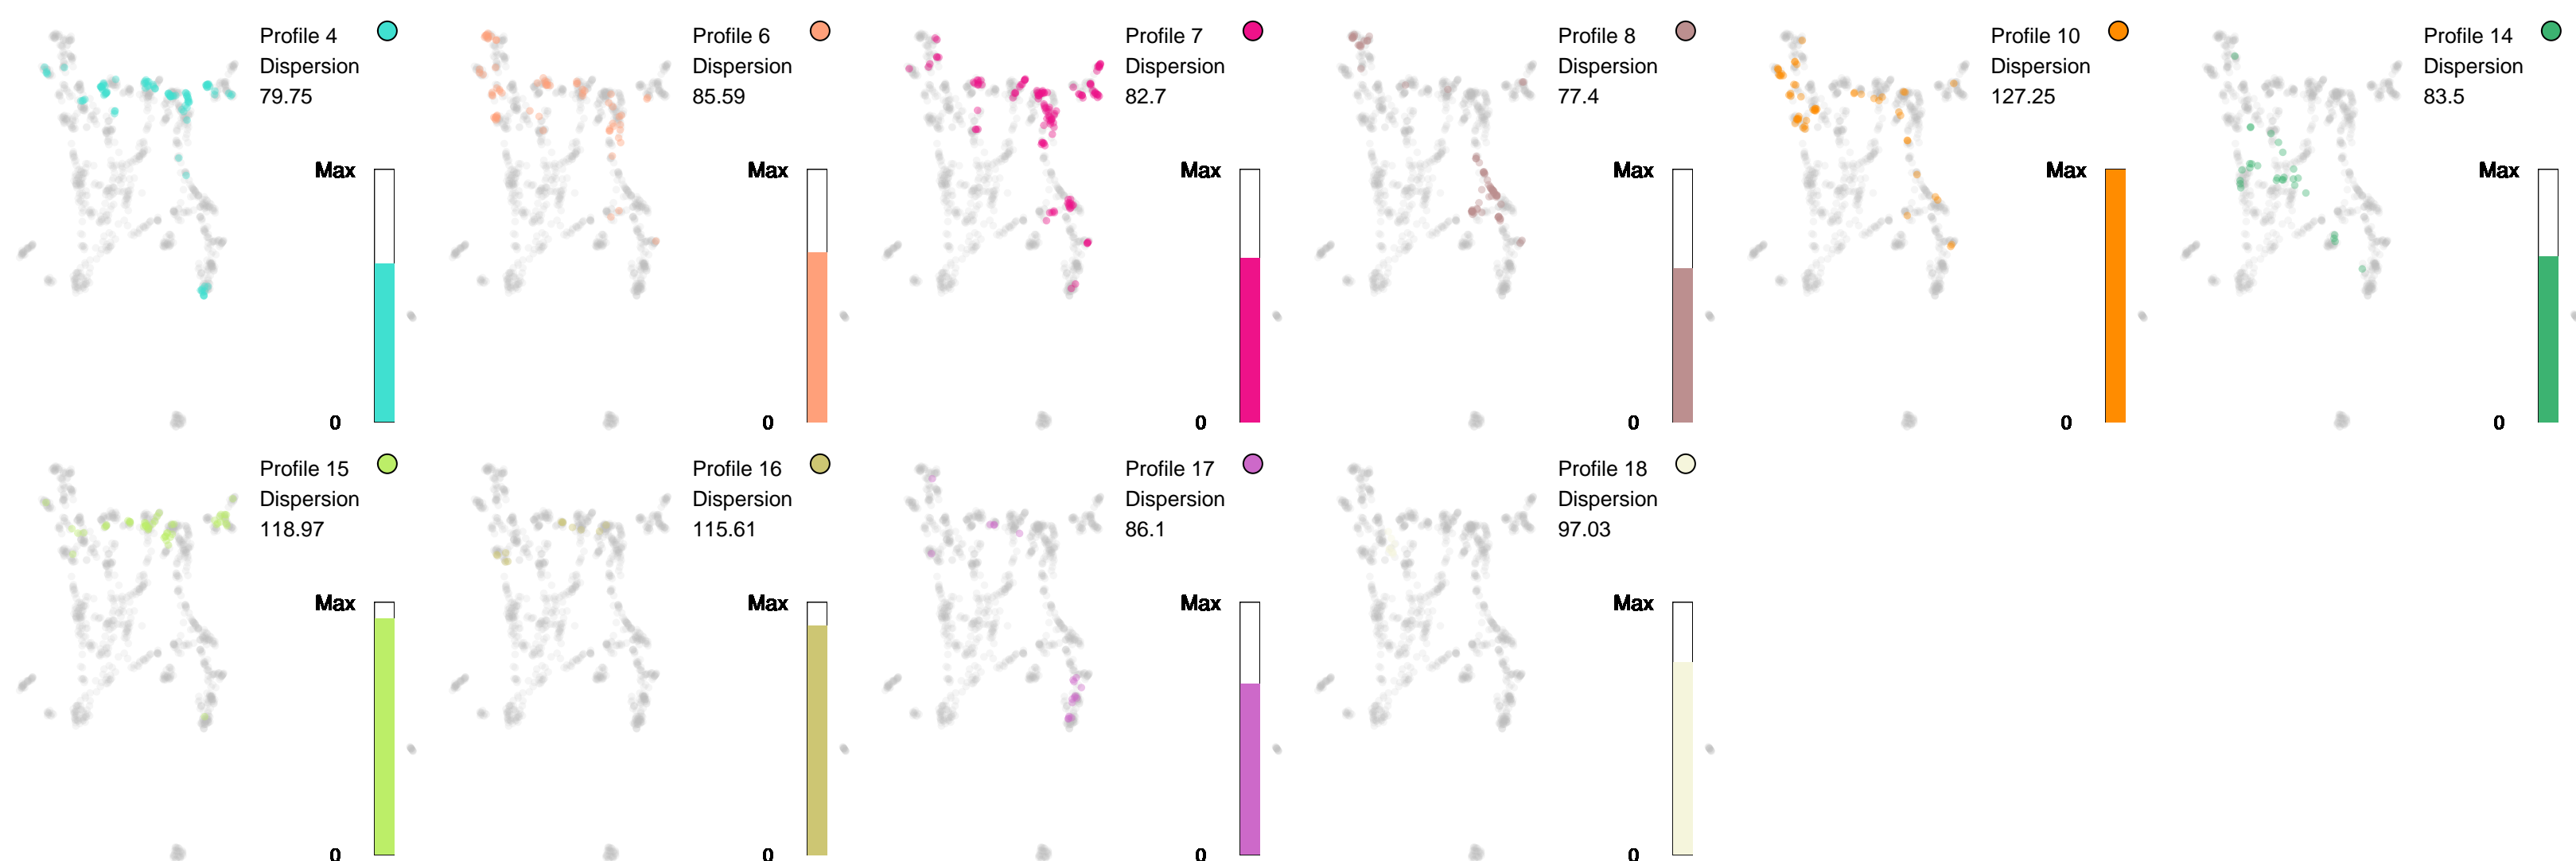 Profile 4
Dispersion
79.75
Max
0
Profile 6
Dispersion
85.59
Max
0
Profile 7
Dispersion
82.7
Max
0
Profile 8
Dispersion
77.4
Max
0
Profile 10
Dispersion
127.25
Max
0
Profile 14
Dispersion
83.5
Max
0
Profile 15
Dispersion
118.97
Max
0
Profile 16
Dispersion
115.61
Max
0
Profile 17
Dispersion
86.1
Max
0
Profile 18
Dispersion
97.03
Max
0